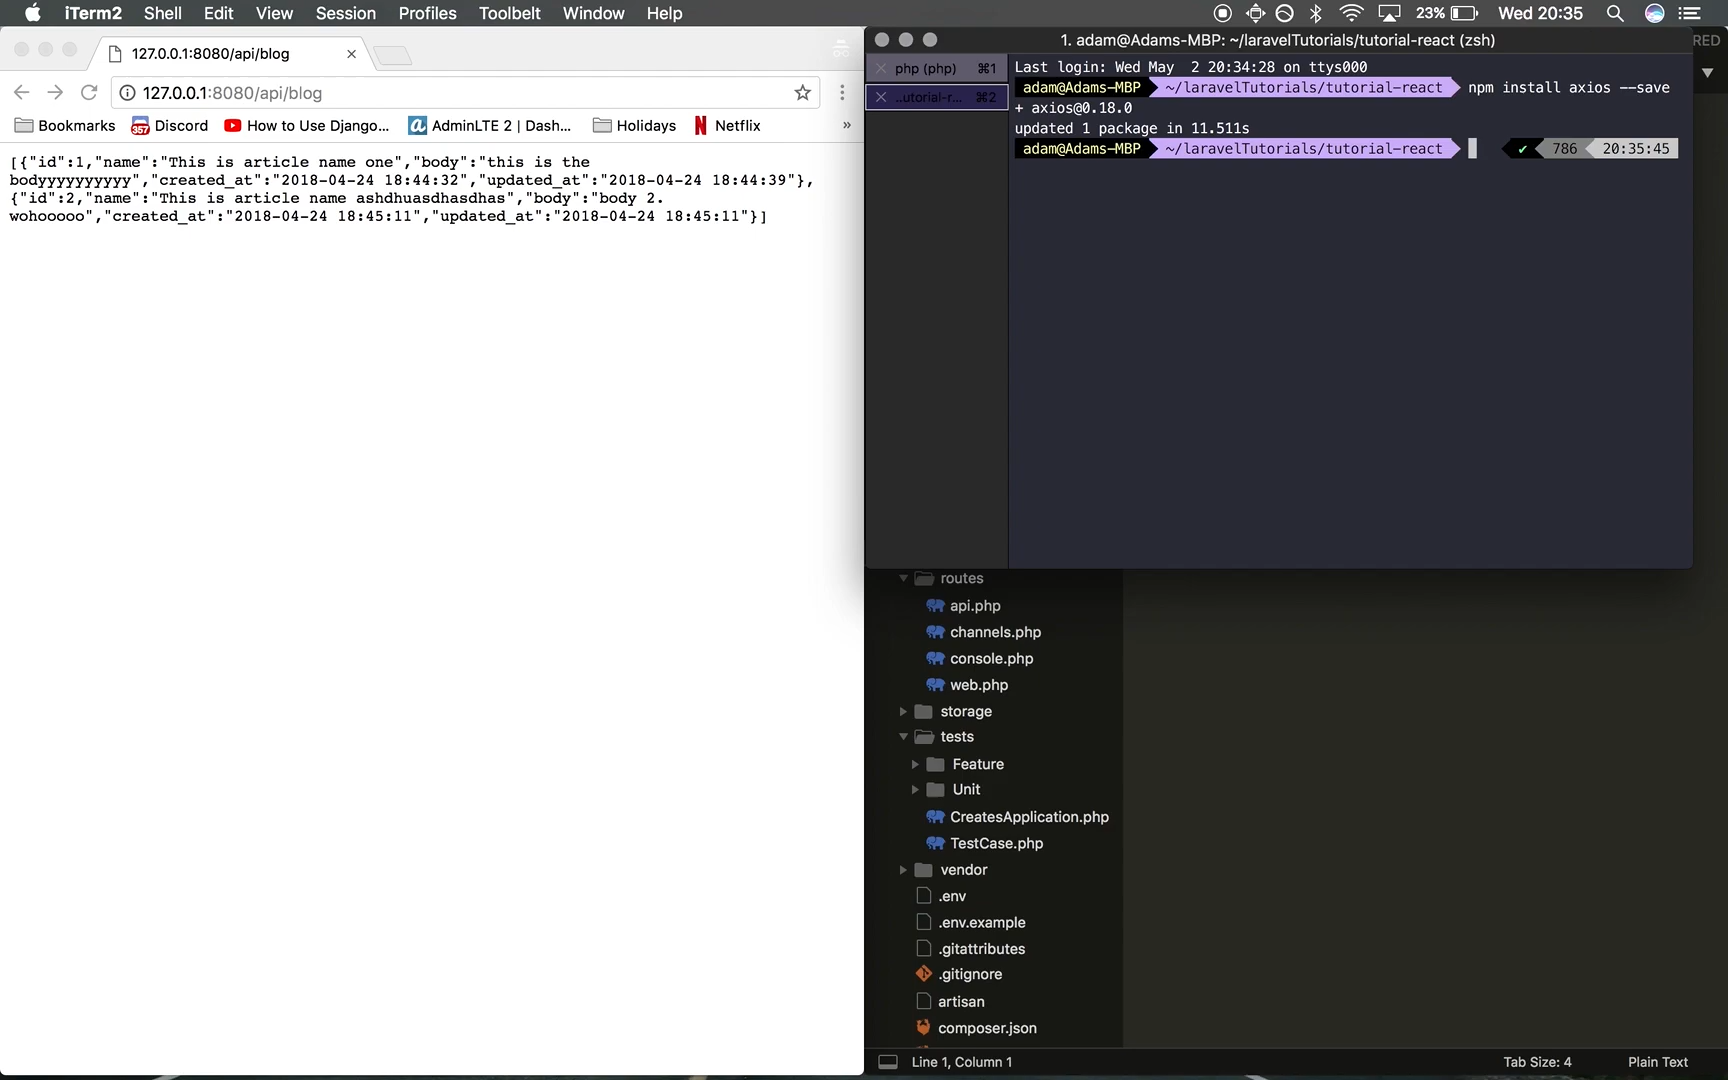 iTerm2 Shell Edit View Session Profiles Toolbelt Window Help 23% Wed 20:35
127.0.0.1:8080/api/blog
127.0.0.1:8080/api/blog
Bookmarks 357 Discord How to Use Django... AdminLTE 2 | Dash... Holidays Netflix »
[{"id":1,"name":"This is article name one","body":"this is the
bodyyyyyyyyyy","created_at":"2018-04-24 18:44:32","updated_at":"2018-04-24 18:44:39"},
{"id":2,"name":"This is article name ashdhuasdhasdhas","body":"body 2.
wohooooo","created_at":"2018-04-24 18:45:11","updated_at":"2018-04-24 18:45:11"}]
1. adam@Adams-MBP: ~/laravelTutorials/tutorial-react (zsh)
RED
php (php) ⌘1
..utorial-r... ⌘2
Last login: Wed May  2 20:34:28 on ttys000
adam@Adams-MBP ~/laravelTutorials/tutorial-react npm install axios --save
+ axios@0.18.0
updated 1 package in 11.511s
adam@Adams-MBP ~/laravelTutorials/tutorial-react ✔ 786 20:35:45
routes
api.php
channels.php
console.php
web.php
storage
tests
Feature
Unit
CreatesApplication.php
TestCase.php
vendor
.env
.env.example
.gitattributes
.gitignore
artisan
composer.json
Line 1, Column 1 Tab Size: 4 Plain Text